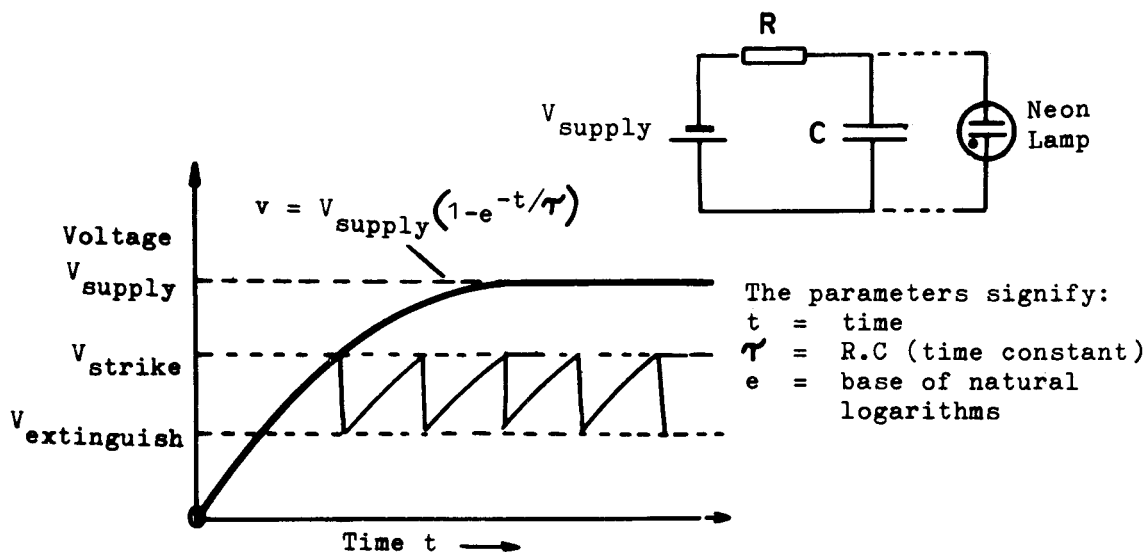 R
V supply
C
Neon
Lamp
v = V supply (1-e^-t/τ)
Voltage
V supply
V strike
V extinguish
Time t
The parameters signify:
t = time
τ = R.C (time constant)
e = base of natural
logarithms